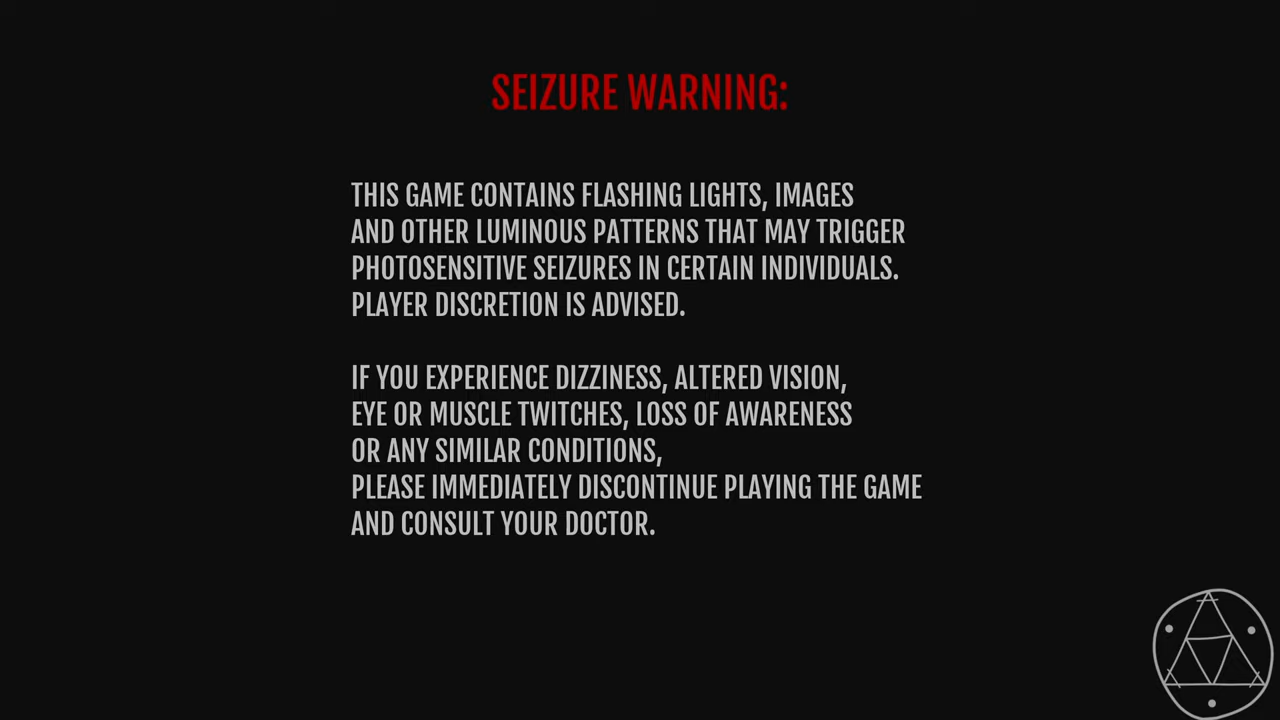 SEIZURE WARNING:
THIS GAME CONTAINS FLASHING LIGHTS, IMAGES
AND OTHER LUMINOUS PATTERNS THAT MAY TRIGGER
PHOTOSENSITIVE SEIZURES IN CERTAIN INDIVIDUALS.
PLAYER DISCRETION IS ADVISED.
IF YOU EXPERIENCE DIZZINESS, ALTERED VISION,
EYE OR MUSCLE TWITCHES, LOSS OF AWARENESS
OR ANY SIMILAR CONDITIONS,
PLEASE IMMEDIATELY DISCONTINUE PLAYING THE GAME
AND CONSULT YOUR DOCTOR.